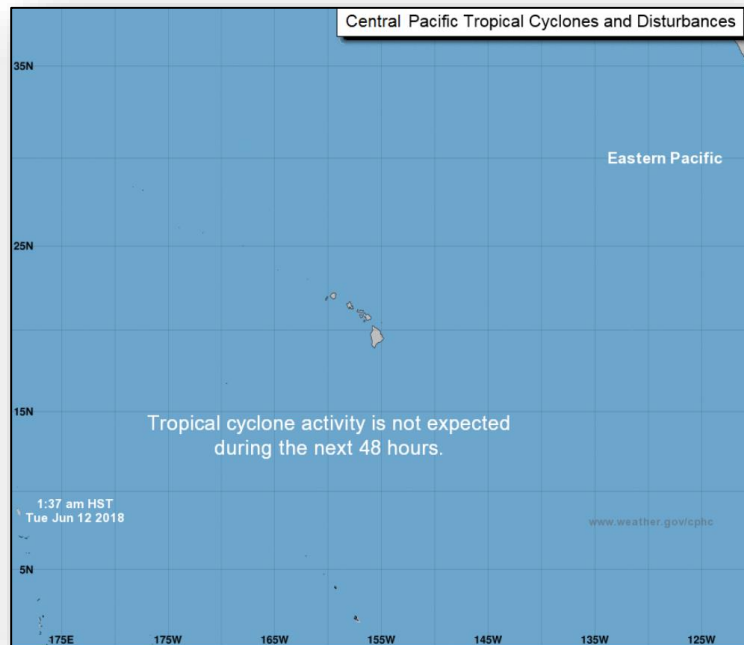 Central Pacific Tropical Cyclones and Disturbances
35N
Eastern Pacific
25N
15N
Tropical cyclone activity is not expected
during the next 48 hours.
1:37 am HST
Tue Jun 12 2018
www.weather.gov/cphc
5N
175E 175W 165W 155W 145W 135W 125W